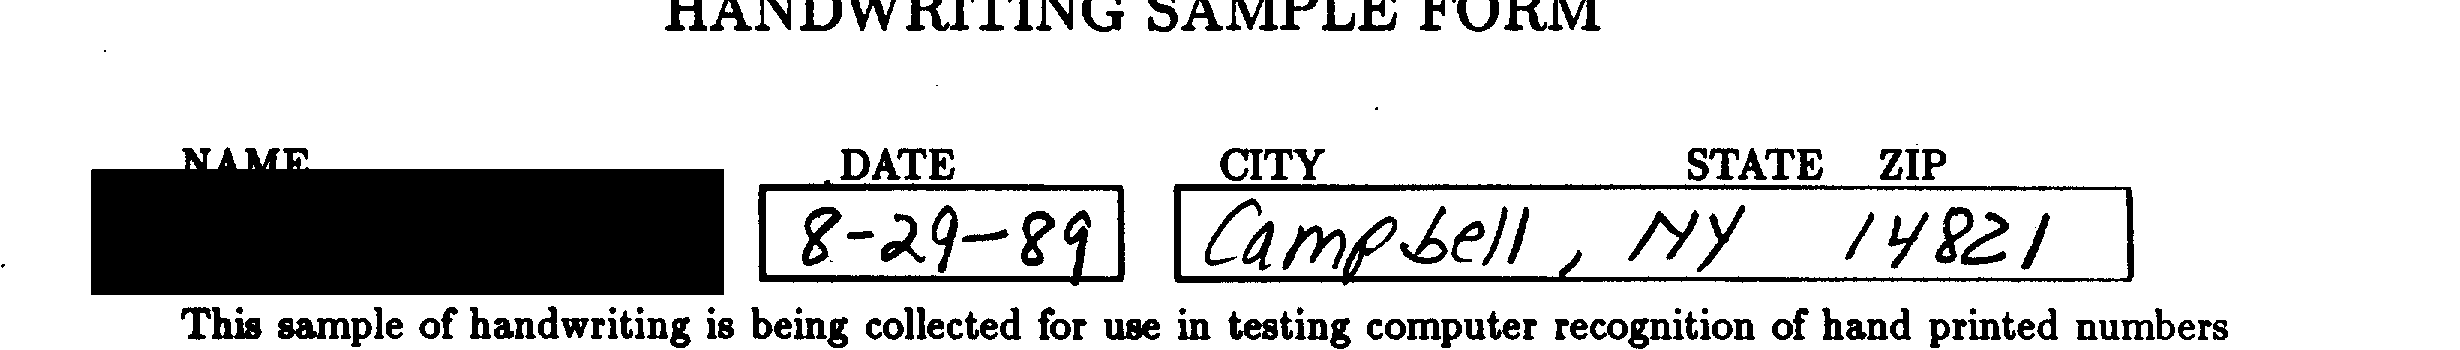 HANDWRITING SAMPLE FORM
NAME DATE CITY STATE ZIP
8-29-89 Campbell, NY 14821
This sample of handwriting is being collected for use in testing computer recognition of hand printed numbers